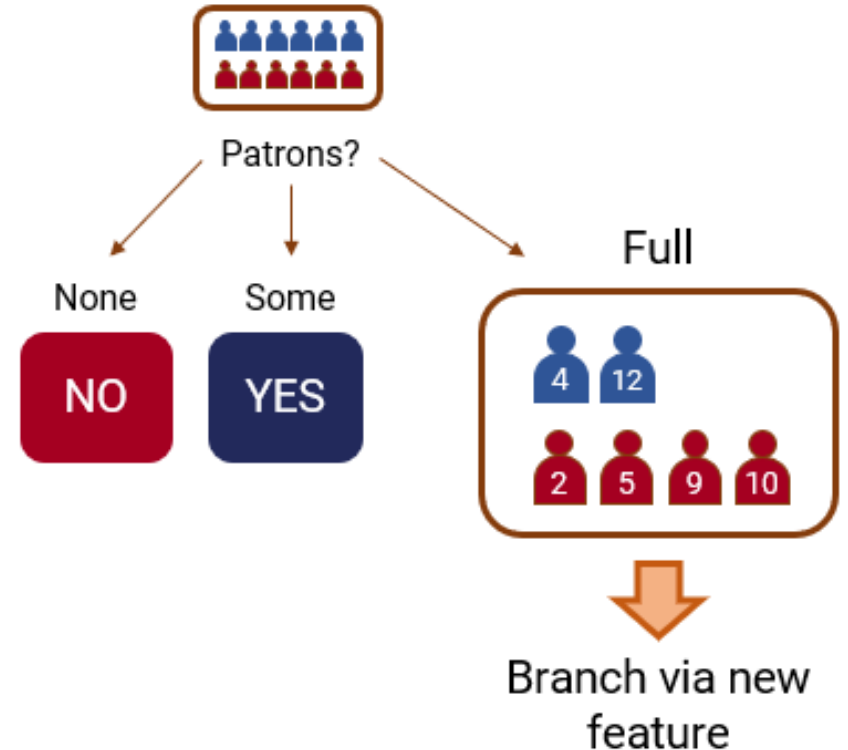 Patrons?
None
Some
Full
NO
YES
4 12
2 5 9 10
Branch via new
feature